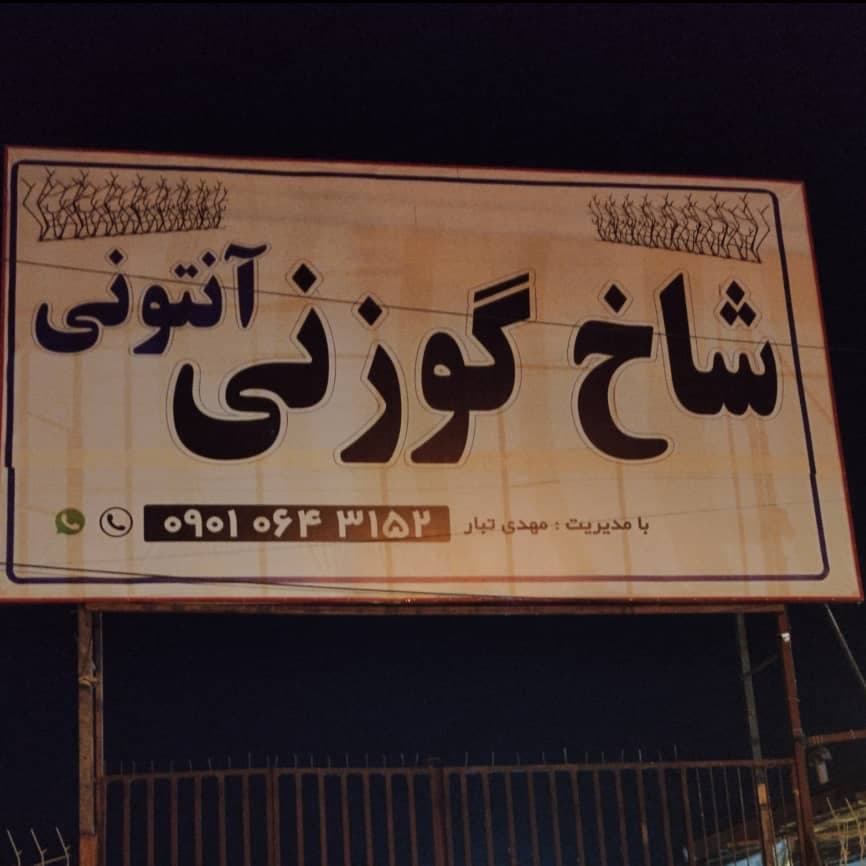 شاخ گوزنی آنتونی
با مدیریت : مهدی تبار ۰۹۰۱ ۰۶۴ ۳۱۵۲